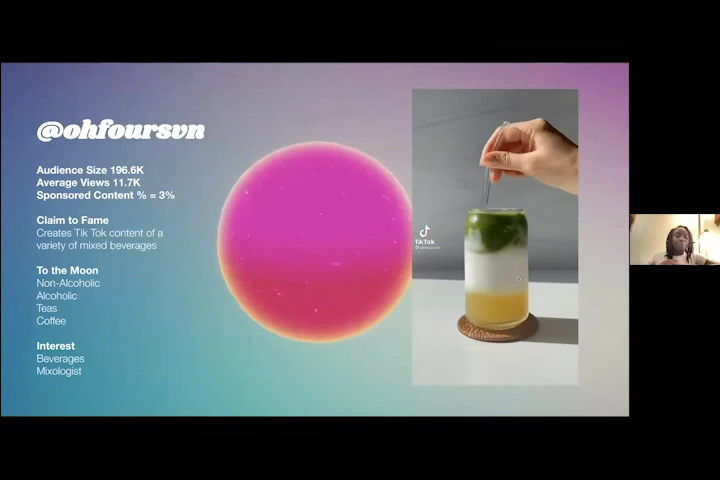 @ohfoursvn
Audience Size 196.6K
Average Views 11.7K
Sponsored Content % = 3%
Claim to Fame
Creates Tik Tok content of a
variety of mixed beverages
To the Moon
Non-Alcoholic
Alcoholic
Teas
Coffee
Interest
Beverages
Mixologist
TikTok